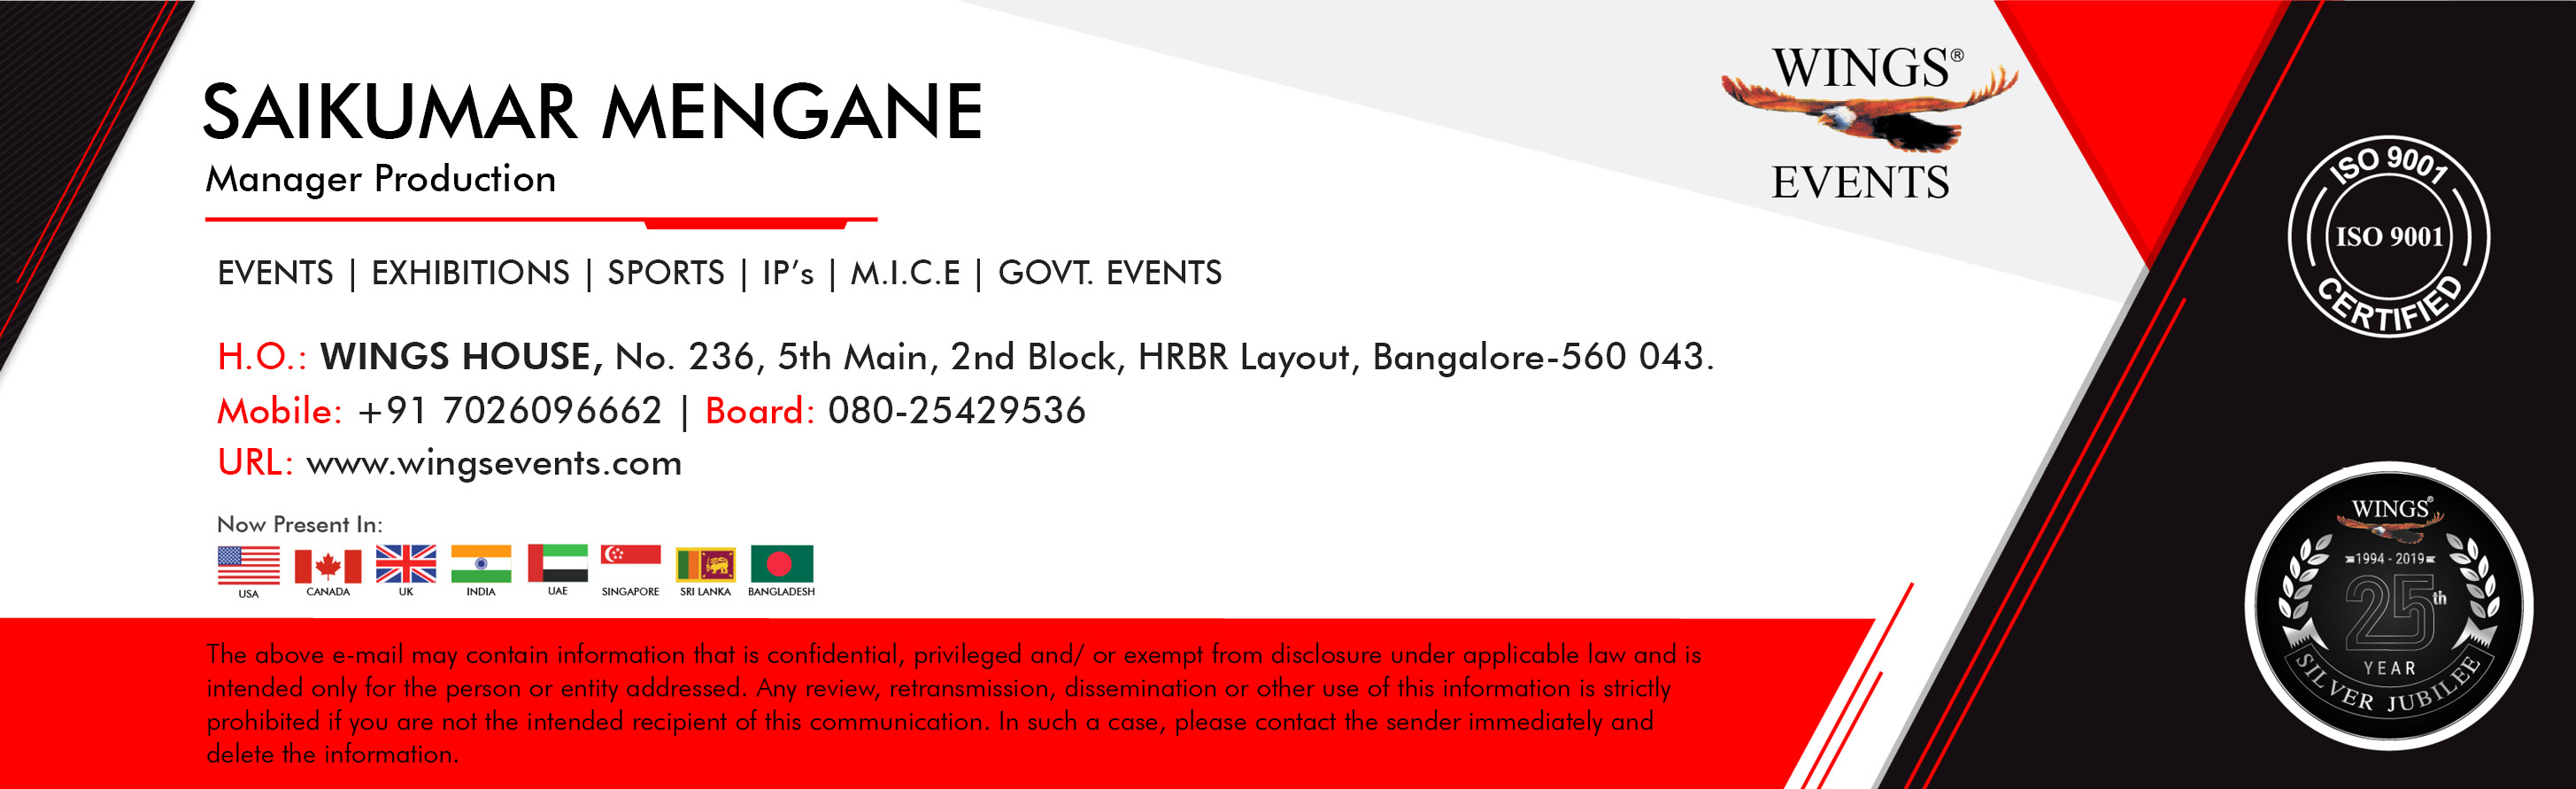 SAIKUMAR MENGANE
Manager Production
EVENTS | EXHIBITIONS | SPORTS | IP's | M.I.C.E | GOVT. EVENTS
H.O.: WINGS HOUSE, No. 236, 5th Main, 2nd Block, HRBR Layout, Bangalore-560 043.
Mobile: +91 7026096662 | Board: 080-25429536
URL: www.wingsevents.com
Now Present In:
USA CANADA UK INDIA UAE SINGAPORE SRI LANKA BANGLADESH
The above e-mail may contain information that is confidential, privileged and/ or exempt from disclosure under applicable law and is
intended only for the person or entity addressed. Any review, retransmission, dissemination or other use of this information is strictly
prohibited if you are not the intended recipient of this communication. In such a case, please contact the sender immediately and
delete the information.
WINGS®
EVENTS
ISO 9001
ISO 9001
CERTIFIED
WINGS®
1994 - 2019
25th
YEAR
SILVER JUBILEE